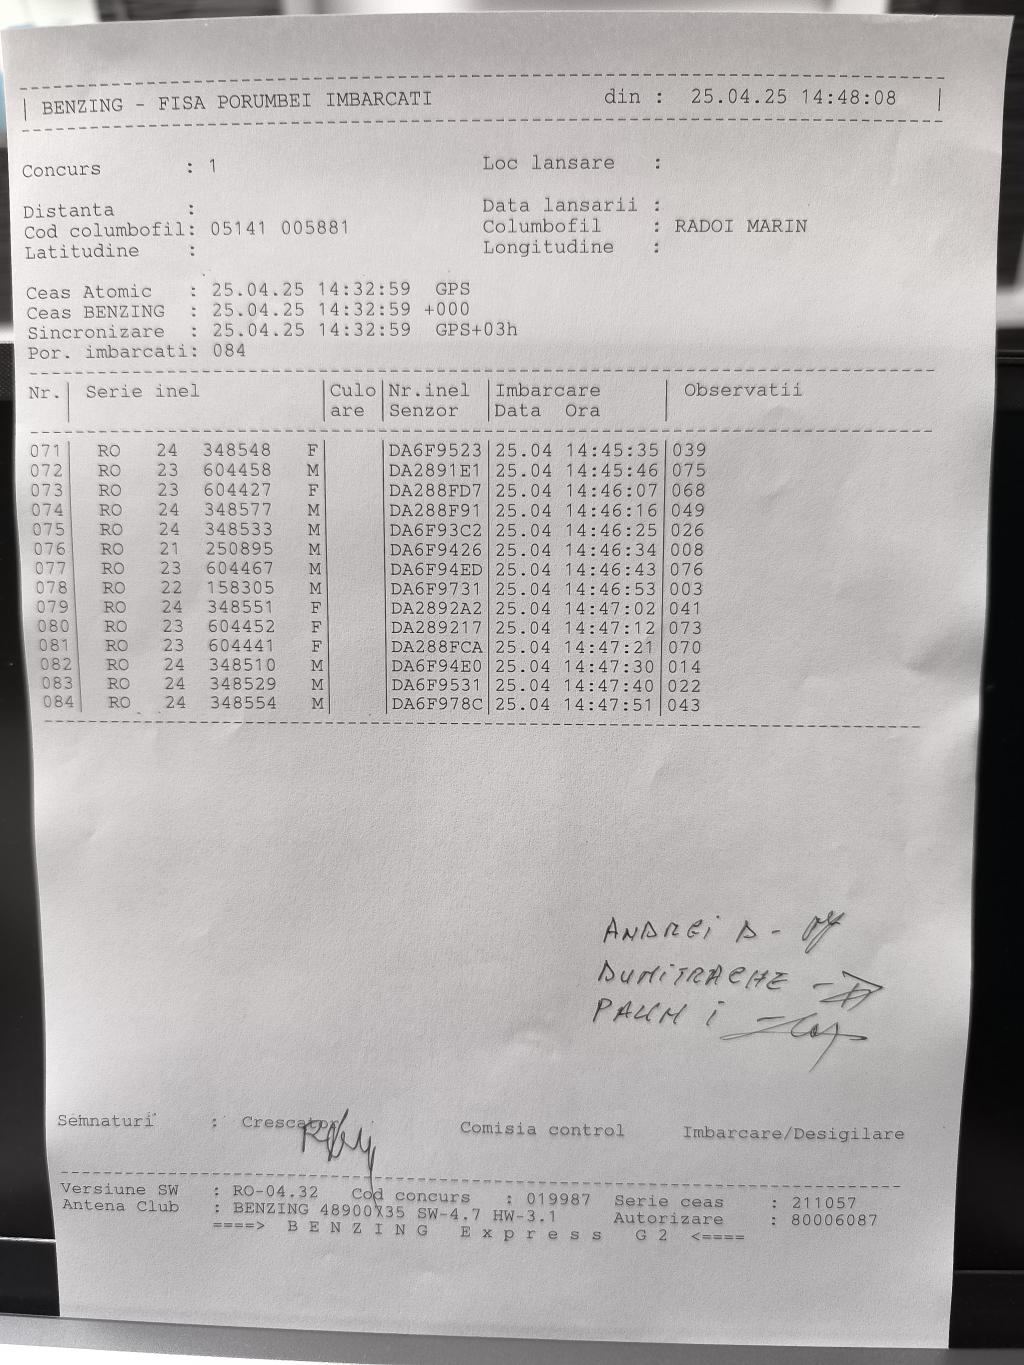 BENZING - FISA PORUMBEI IMBARCATI din : 25.04.25 14:48:08
Concurs : 1 Loc lansare :
Distanta : Data lansarii :
Cod columbofil: 05141 005881 Columbofil : RADOI MARIN
Latitudine : Longitudine :
Ceas Atomic : 25.04.25 14:32:59 GPS
Ceas BENZING : 25.04.25 14:32:59 +000
Sincronizare : 25.04.25 14:32:59 GPS+03h
Por. imbarcati: 084
Nr. Serie inel Culo Nr.inel Imbarcare Observatii
are Senzor Data Ora
071 RO 24 348548 F DA6F9523 25.04 14:45:35 039
072 RO 23 604458 M DA2891E1 25.04 14:45:46 075
073 RO 23 604427 F DA288FD7 25.04 14:46:07 068
074 RO 24 348577 M DA288F91 25.04 14:46:16 049
075 RO 24 348533 M DA6F93C2 25.04 14:46:25 026
076 RO 21 250895 M DA6F9426 25.04 14:46:34 008
077 RO 23 604467 M DA6F94ED 25.04 14:46:43 076
078 RO 22 158305 M DA6F9731 25.04 14:46:53 003
079 RO 24 348551 F DA2892A2 25.04 14:47:02 041
080 RO 23 604452 F DA289217 25.04 14:47:12 073
081 RO 23 604441 F DA288FCA 25.04 14:47:21 070
082 RO 24 348510 M DA6F94E0 25.04 14:47:30 014
083 RO 24 348529 M DA6F9531 25.04 14:47:40 022
084 RO 24 348554 M DA6F978C 25.04 14:47:51 043
ANDREI D -
DUMITRACHE -
PAUN I
Semnaturi : Crescator Comisia control Imbarcare/Desigilare
Versiune SW : RO-04.32 Cod concurs : 019987 Serie ceas : 211057
Antena Club : BENZING SW-4.7 HW-3.1 Autorizare : 80006087
====> B E N Z I N G E x p r e s s G 2 <====